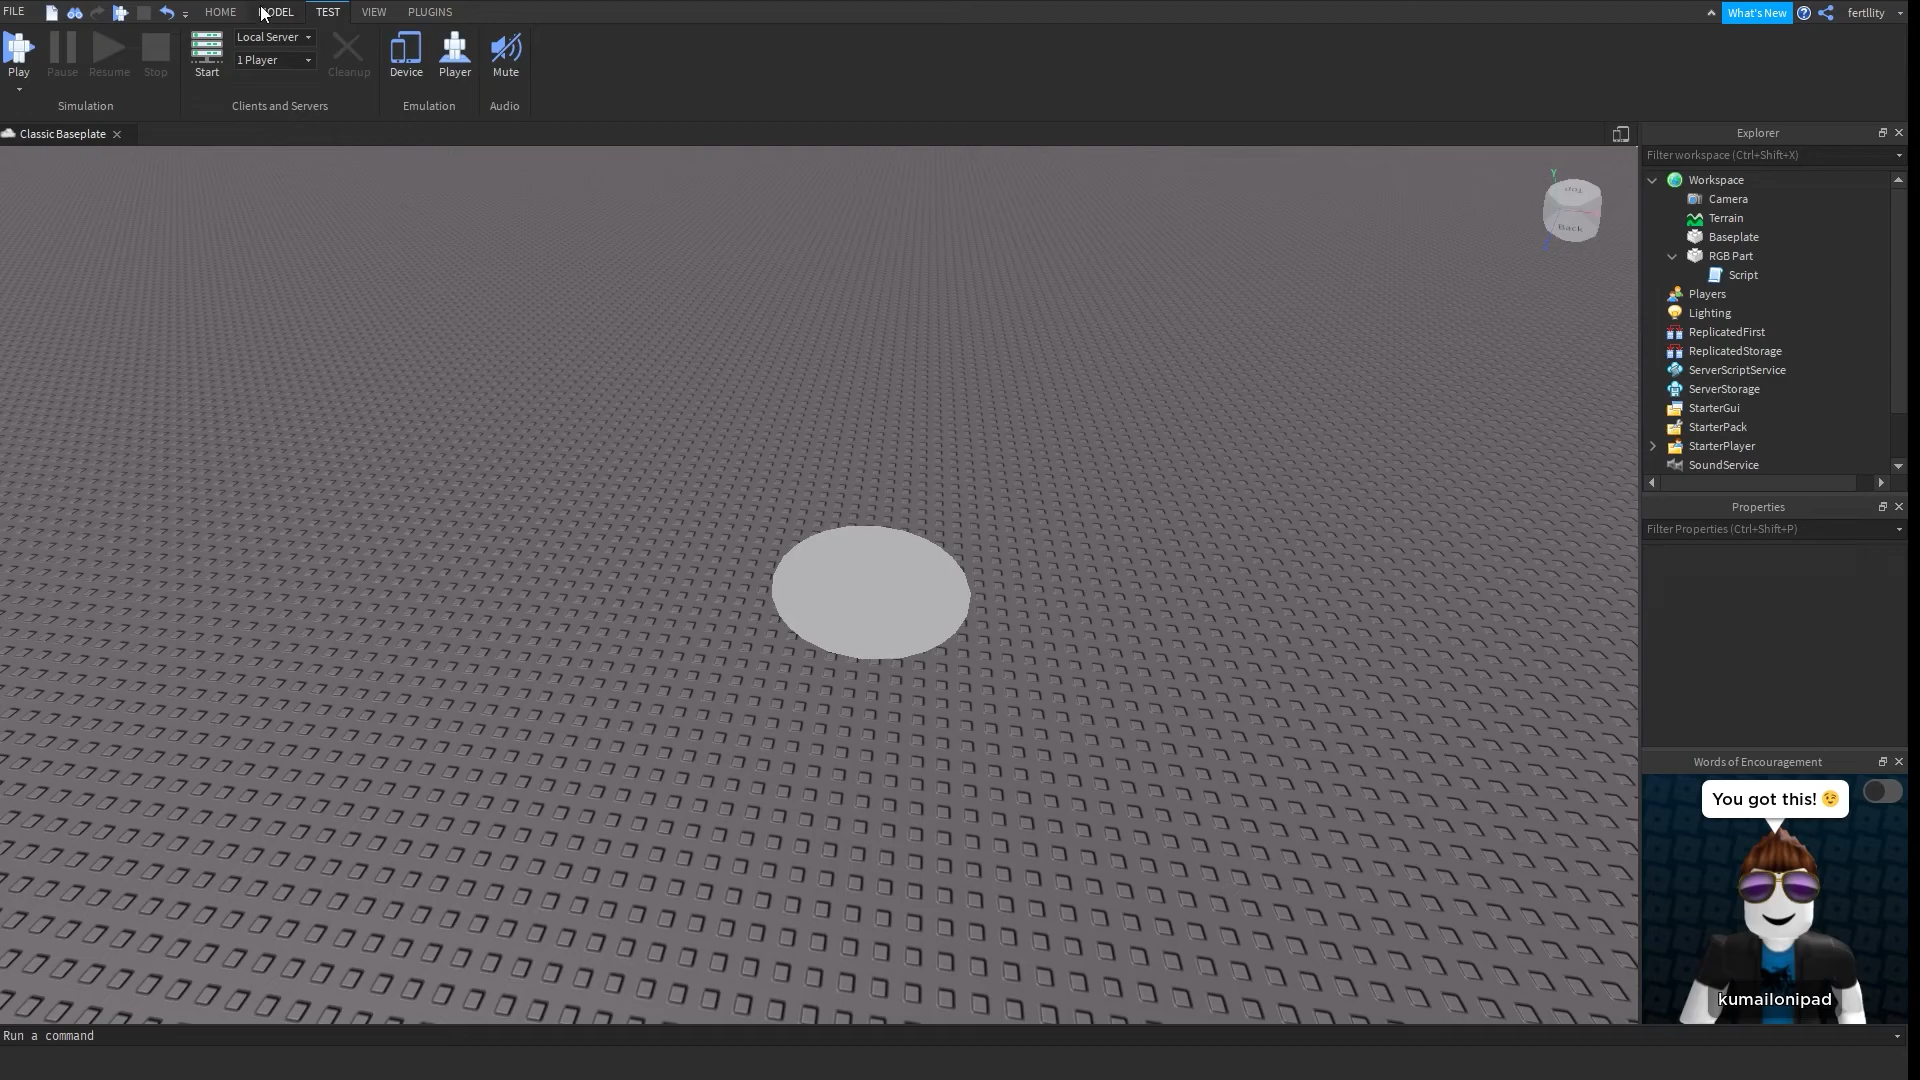 FILE
HOME
MODEL
TEST
VIEW
PLUGINS
What's New
fertllity
Play
Pause
Resume
Stop
Start
Local Server
1 Player
Cleanup
Device
Player
Mute
Simulation
Clients and Servers
Emulation
Audio
Classic Baseplate
Y
Top
Back
Explorer
Filter workspace (Ctrl+Shift+X)
Workspace
Camera
Terrain
Baseplate
RGB Part
Script
Players
Lighting
ReplicatedFirst
ReplicatedStorage
ServerScriptService
ServerStorage
StarterGui
StarterPack
StarterPlayer
SoundService
Properties
Filter Properties (Ctrl+Shift+P)
Words of Encouragement
You got this! 😉
kumailonipad
Run a command